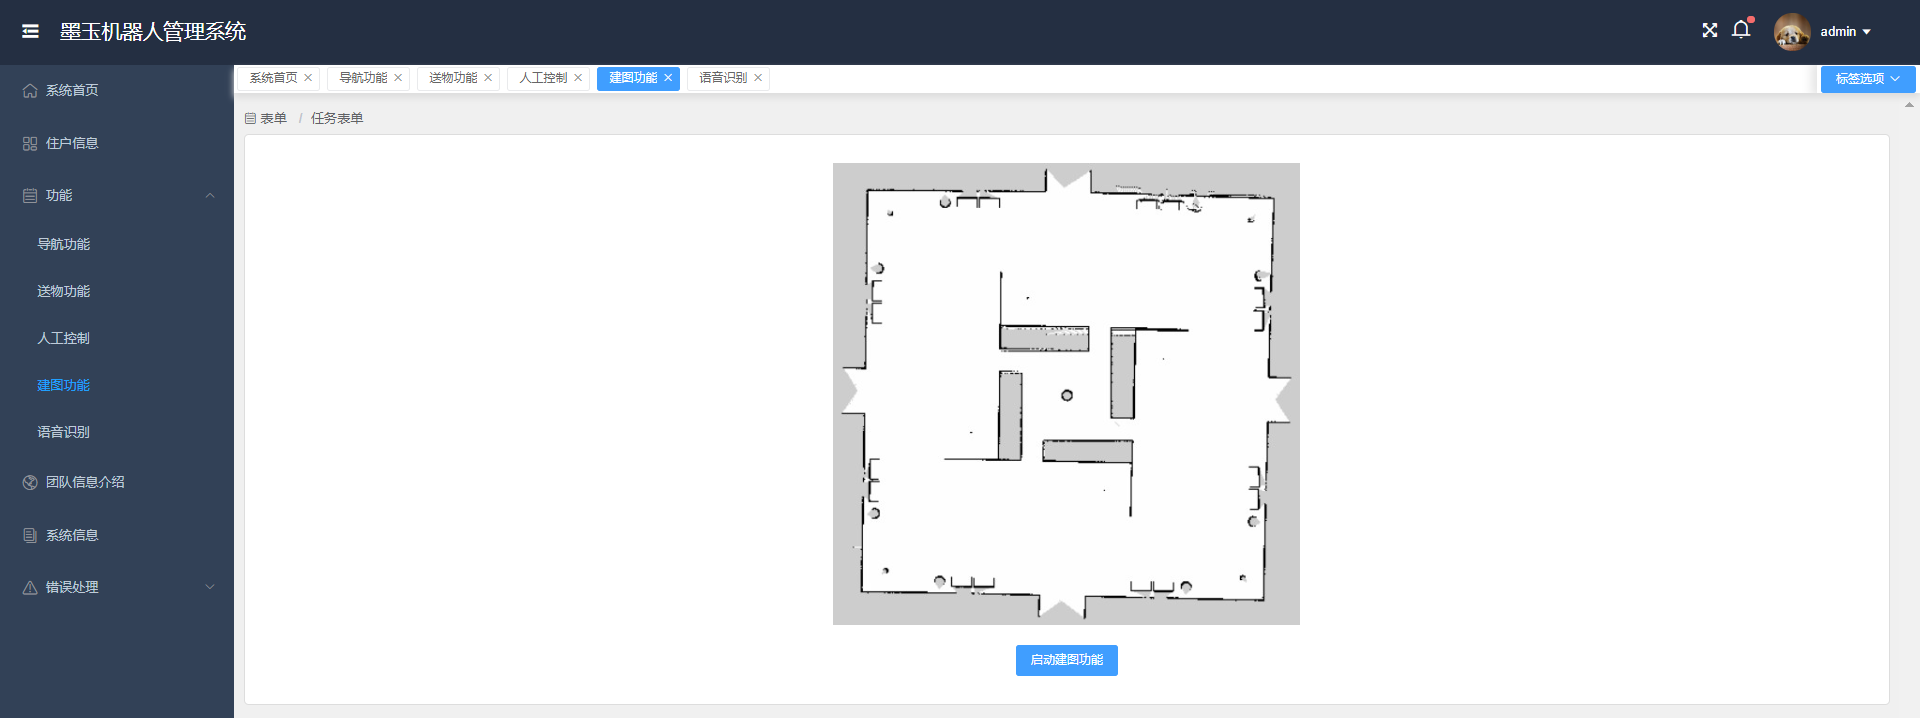 墨玉机器人管理系统
admin
系统首页
住户信息
功能
导航功能
送物功能
人工控制
建图功能
语音识别
团队信息介绍
系统信息
错误处理
系统首页 导航功能 送物功能 人工控制 建图功能 语音识别 标签选项
表单 / 任务表单
启动建图功能